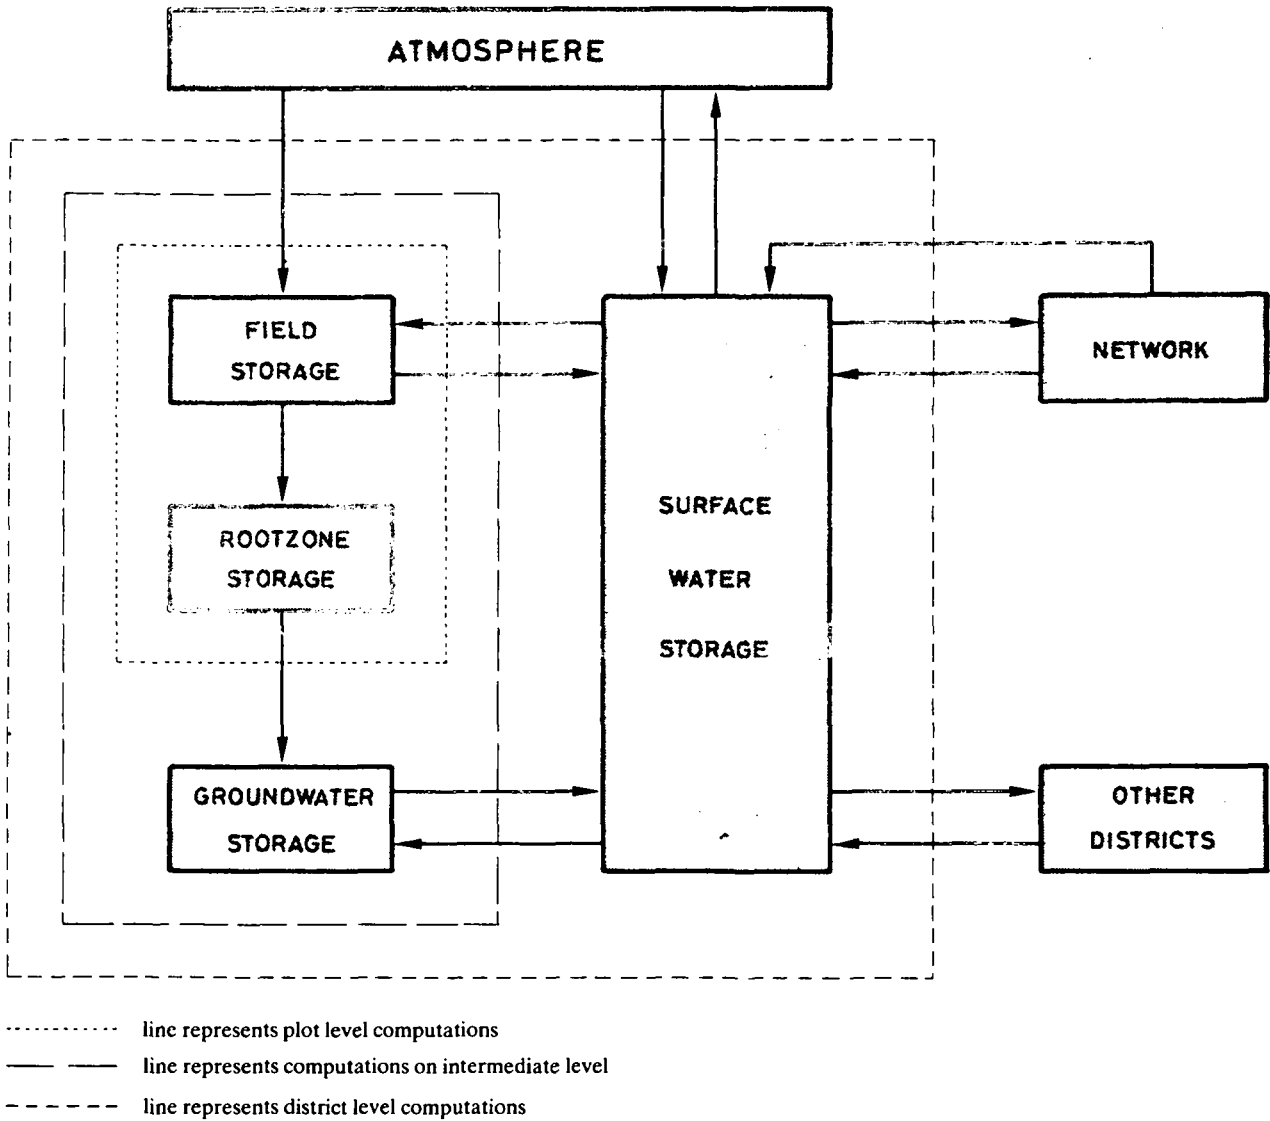 ATMOSPHERE
FIELD
STORAGE
NETWORK
ROOTZONE
STORAGE
SURFACE
WATER
STORAGE
GROUNDWATER
STORAGE
OTHER
DISTRICTS
line represents plot level computations
line represents computations on intermediate level
line represents district level computations